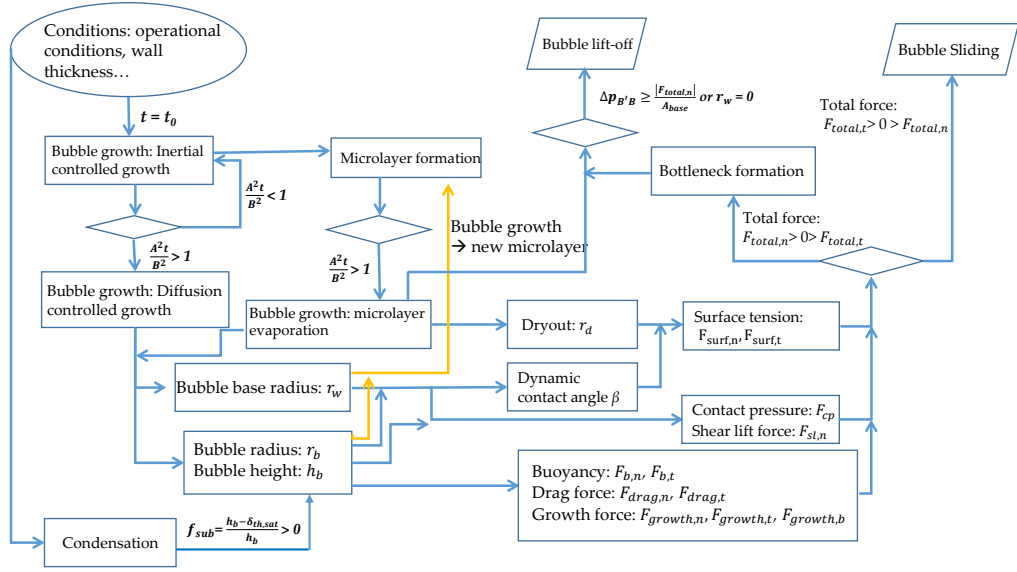 Conditions: operational
conditions, wall
thickness…
t = t₀
Bubble growth: Inertial
controlled growth
A²t/B² < 1
A²t/B² > 1
Bubble growth: Diffusion
controlled growth
Microlayer formation
A²t/B² > 1
Bubble growth
→ new microlayer
Bubble growth: microlayer
evaporation
Bubble base radius: r_w
Bubble radius: r_b
Bubble height: h_b
Condensation
f_sub = (h_b − δ_th,sat)/h_b > 0
Bubble lift-off
Δp_B′B ≥ |F_total,n|/A_base or r_w = 0
Bottleneck formation
Bubble Sliding
Total force:
F_total,t > 0 > F_total,n
Total force:
F_total,n > 0 > F_total,t
Dryout: r_d
Dynamic
contact angle β
Surface tension:
F_surf,n, F_surf,t
Contact pressure: F_cp
Shear lift force: F_sl,n
Buoyancy: F_b,n, F_b,t
Drag force: F_drag,n, F_drag,t
Growth force: F_growth,n, F_growth,t, F_growth,b